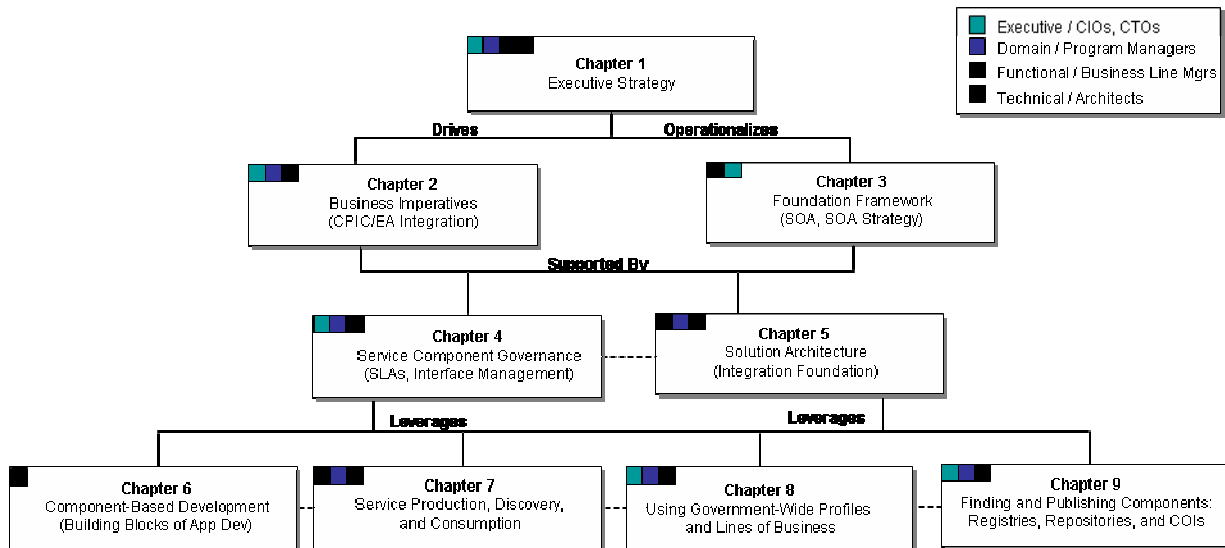 Executive / CIOs, CTOs
Domain / Program Managers
Functional / Business Line Mgrs
Technical / Architects
Chapter 1
Executive Strategy
Drives
Operationalizes
Chapter 2
Business Imperatives
(CPIC/EA Integration)
Chapter 3
Foundation Framework
(SOA, SOA Strategy)
Supported By
Chapter 4
Service Component Governance
(SLAs, Interface Management)
Chapter 5
Solution Architecture
(Integration Foundation)
Leverages
Leverages
Chapter 6
Component-Based Development
(Building Blocks of App Dev)
Chapter 7
Service Production, Discovery,
and Consumption
Chapter 8
Using Government-Wide Profiles
and Lines of Business
Chapter 9
Finding and Publishing Components:
Registries, Repositories, and COIs